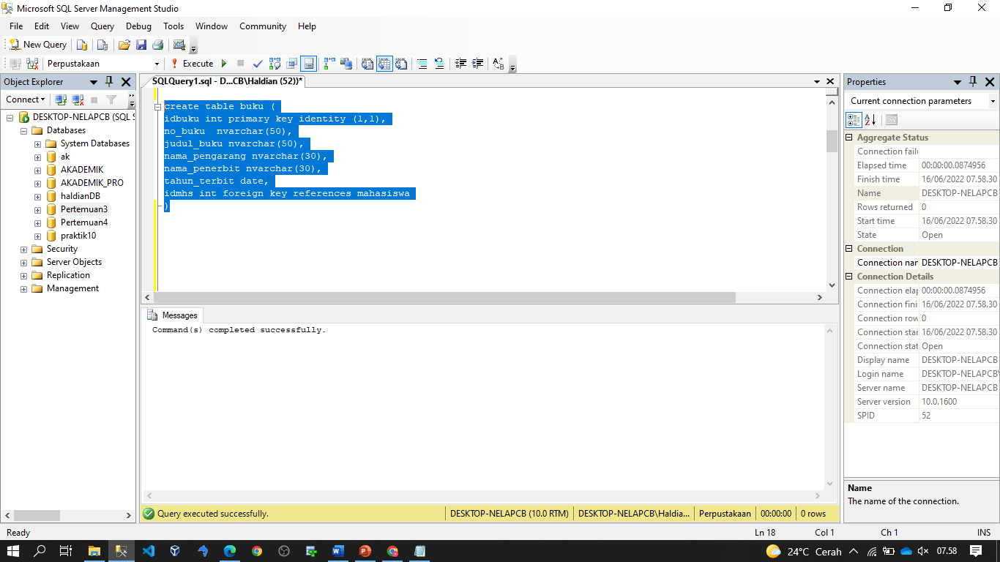 Microsoft SQL Server Management Studio
File Edit View Query Debug Tools Window Community Help
New Query
Perpustakaan Execute
Object Explorer
Connect
DESKTOP-NELAPCB (SQL S
Databases
System Databases
ak
AKADEMIK
AKADEMIK_PRO
haldianDB
Pertemuan3
Pertemuan4
praktik10
Security
Server Objects
Replication
Management
SQLQuery1.sql - D...CB\Haldian (52))*
create table buku (
idbuku int primary key identity (1,1),
no_buku  nvarchar(50),
judul_buku nvarchar(50),
nama_pengarang nvarchar(30),
nama_penerbit nvarchar(30),
tahun_terbit date,
idmhs int foreign key references mahasiswa
)
Messages
Command(s) completed successfully.
Query executed successfully. DESKTOP-NELAPCB (10.0 RTM) DESKTOP-NELAPCB\Haldia... Perpustakaan 00:00:00 0 rows
Properties
Current connection parameters
Aggregate Status
Connection faile
Elapsed time 00:00:00.0874956
Finish time 16/06/2022 07.58.30
Name DESKTOP-NELAPCB
Rows returned 0
Start time 16/06/2022 07.58.30
State Open
Connection
Connection nar DESKTOP-NELAPCB
Connection Details
Connection elap 00:00:00.0874956
Connection fini 16/06/2022 07.58.30
Connection row 0
Connection star 16/06/2022 07.58.30
Connection stat Open
Display name DESKTOP-NELAPCB
Login name DESKTOP-NELAPCB\
Server name DESKTOP-NELAPCB
Server version 10.0.1600
SPID 52
Name
The name of the connection.
Ready Ln 18 Col 1 Ch 1 INS
24°C Cerah 07.58